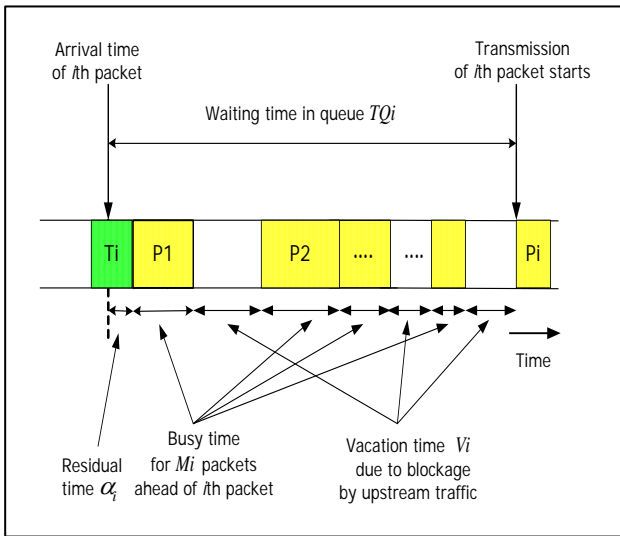 Arrival time
of ith packet
Transmission
of ith packet starts
Waiting time in queue TQi
Ti
P1
P2
....
....
Pi
Time
Residual
time αi
Busy time
for Mi packets
ahead of ith packet
Vacation time Vi
due to blockage
by upstream traffic